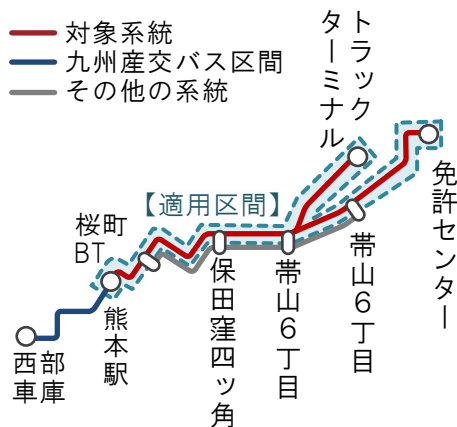 対象系統
九州産交バス区間
その他の系統
トラック
ターミナル
免許センター
【適用区間】
桜町
BT
熊本駅
保田窪四ッ角
帯山６丁目
帯山６丁目
西部
車庫